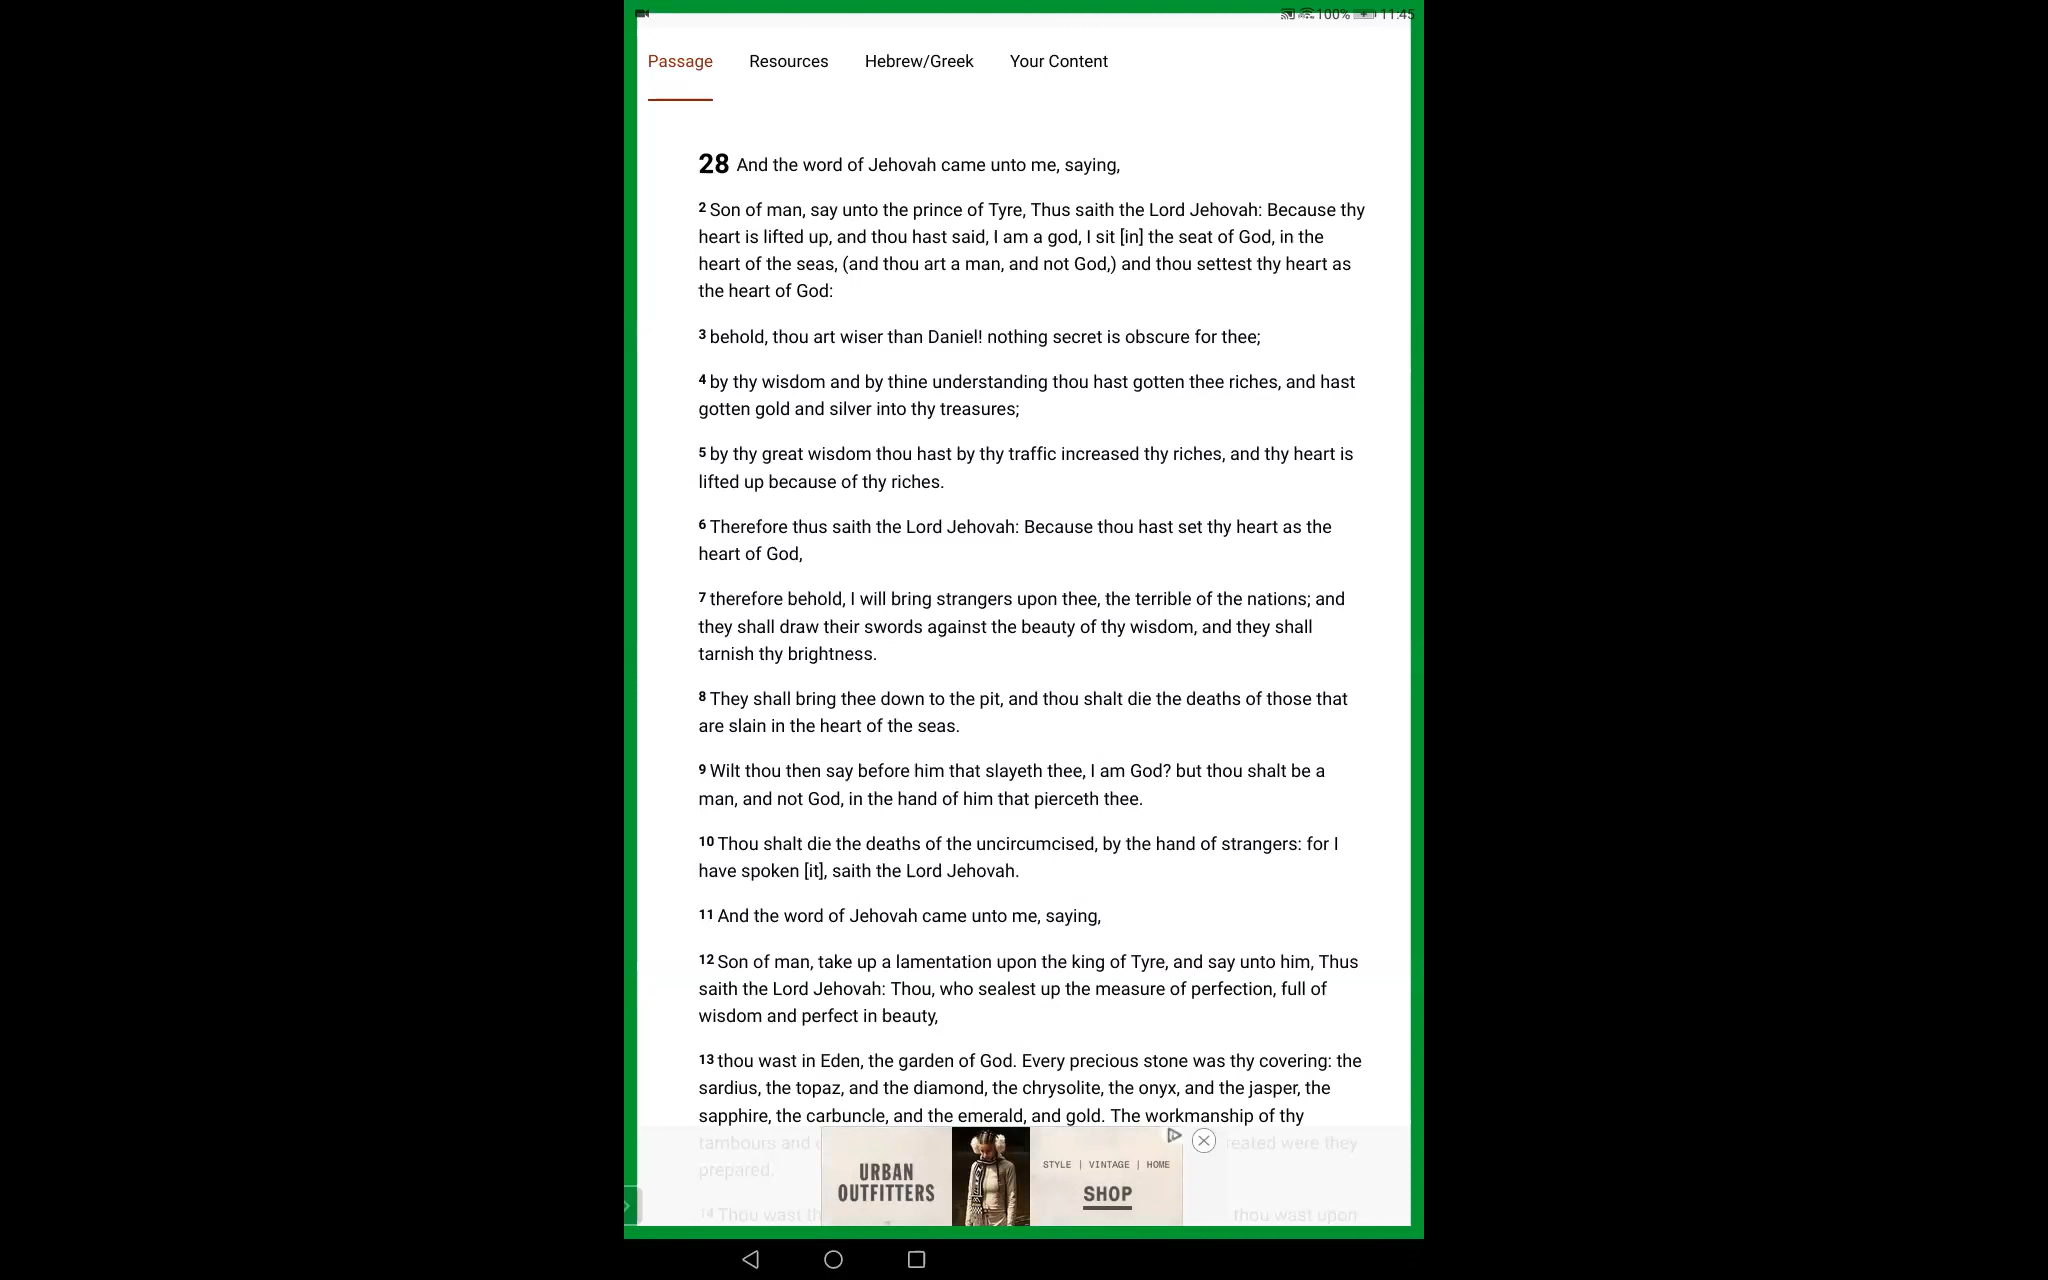 100% 11:45
Passage Resources Hebrew/Greek Your Content
28 And the word of Jehovah came unto me, saying,
2 Son of man, say unto the prince of Tyre, Thus saith the Lord Jehovah: Because thy
heart is lifted up, and thou hast said, I am a god, I sit [in] the seat of God, in the
heart of the seas, (and thou art a man, and not God,) and thou settest thy heart as
the heart of God:
3 behold, thou art wiser than Daniel! nothing secret is obscure for thee;
4 by thy wisdom and by thine understanding thou hast gotten thee riches, and hast
gotten gold and silver into thy treasures;
5 by thy great wisdom thou hast by thy traffic increased thy riches, and thy heart is
lifted up because of thy riches.
6 Therefore thus saith the Lord Jehovah: Because thou hast set thy heart as the
heart of God,
7 therefore behold, I will bring strangers upon thee, the terrible of the nations; and
they shall draw their swords against the beauty of thy wisdom, and they shall
tarnish thy brightness.
8 They shall bring thee down to the pit, and thou shalt die the deaths of those that
are slain in the heart of the seas.
9 Wilt thou then say before him that slayeth thee, I am God? but thou shalt be a
man, and not God, in the hand of him that pierceth thee.
10 Thou shalt die the deaths of the uncircumcised, by the hand of strangers: for I
have spoken [it], saith the Lord Jehovah.
11 And the word of Jehovah came unto me, saying,
12 Son of man, take up a lamentation upon the king of Tyre, and say unto him, Thus
saith the Lord Jehovah: Thou, who sealest up the measure of perfection, full of
wisdom and perfect in beauty,
13 thou wast in Eden, the garden of God. Every precious stone was thy covering: the
sardius, the topaz, and the diamond, the chrysolite, the onyx, and the jasper, the
sapphire, the carbuncle, and the emerald, and gold. The workmanship of thy
tambours and reated were they
prepared.
14 Thou wast thou wast upon
URBAN
OUTFITTERS
STYLE | VINTAGE | HOME
SHOP